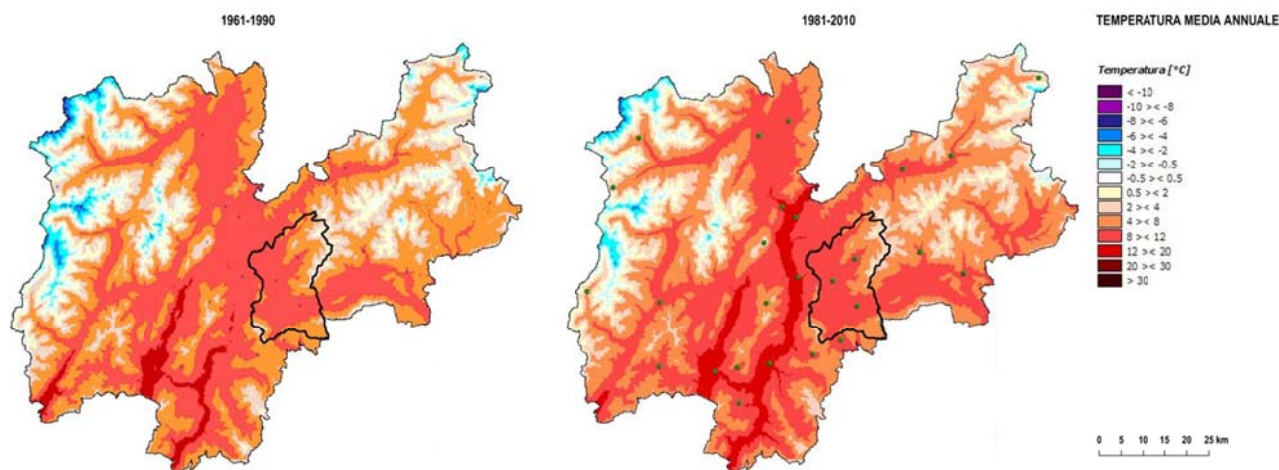 1961-1990
1981-2010
TEMPERATURA MEDIA ANNUALE
Temperatura [°C]
< -10
-10 >< -8
-8 >< -6
-6 >< -4
-4 >< -2
-2 >< -0.5
-0.5 >< 0.5
0.5 >< 2
2 >< 4
4 >< 8
8 >< 12
12 >< 20
20 >< 30
> 30
0 5 10 15 20 25 km